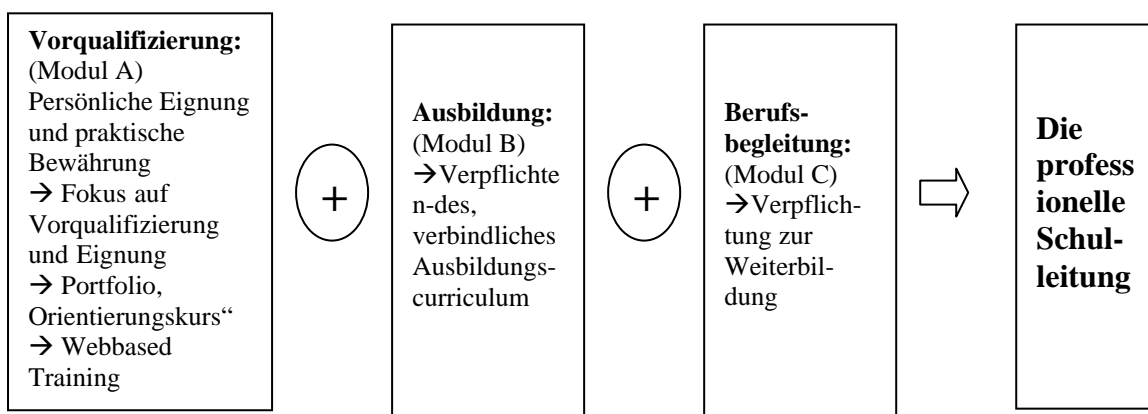 Vorqualifizierung:
(Modul A)
Persönliche Eignung
und praktische
Bewährung
→ Fokus auf
Vorqualifizierung
und Eignung
→ Portfolio,
Orientierungskurs“
→ Webbased
Training
+
Ausbildung:
(Modul B)
→Verpflichte
n-des,
verbindliches
Ausbildungs-
curriculum
+
Berufs-
begleitung:
(Modul C)
→Verpflich-
tung zur
Weiterbil-
dung
Die
profess
ionelle
Schul-
leitung